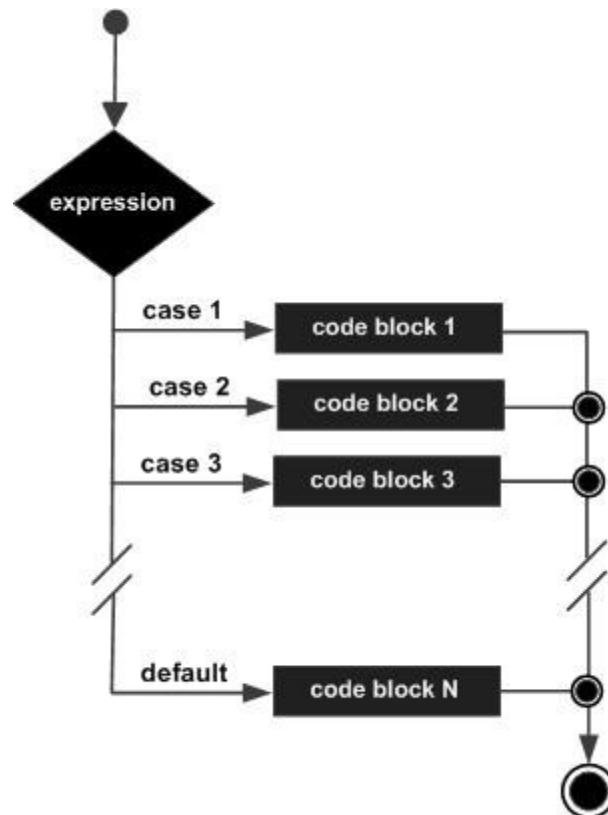 expression
case 1
code block 1
case 2
code block 2
case 3
code block 3
default
code block N